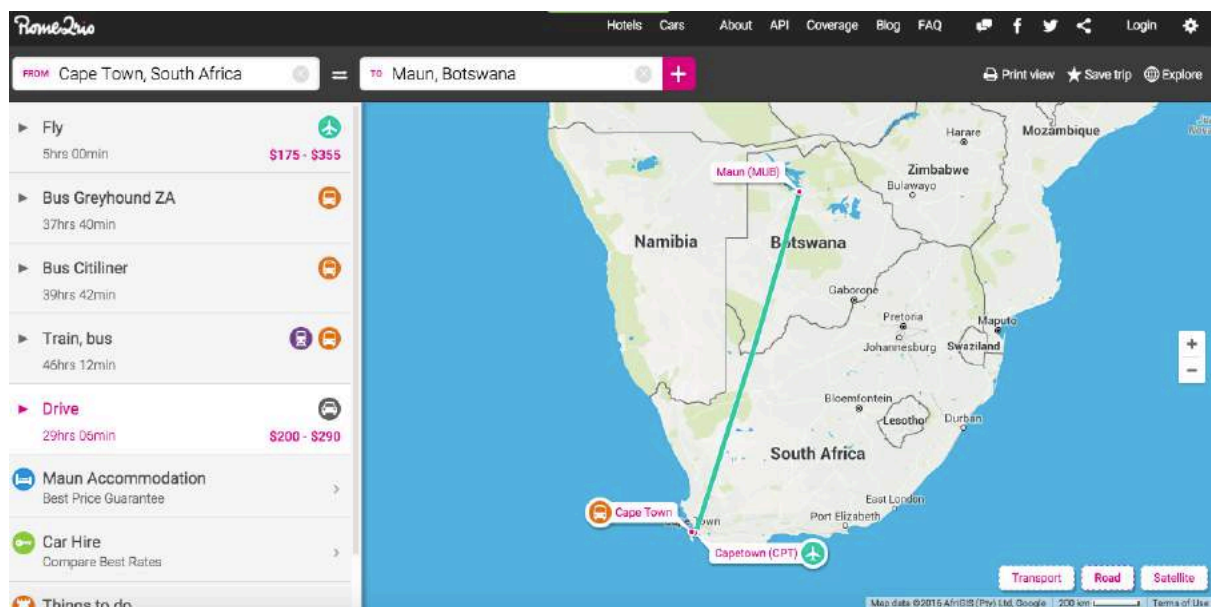 Rome2rio
Hotels Cars About API Coverage Blog FAQ Login
FROM Cape Town, South Africa = TO Maun, Botswana +
Print view Save trip Explore
Fly
5hrs 00min $175 - $355
Bus Greyhound ZA
37hrs 40min
Bus Citiliner
39hrs 42min
Train, bus
46hrs 12min
Drive
29hrs 05min $200 - $290
Maun Accommodation
Best Price Guarantee
Car Hire
Compare Best Rates
Things to do
Harare
Mozambique
Maun (MUB)
Zimbabwe
Bulawayo
Namibia
Botswana
Gaborone
Pretoria
Maputo
Johannesburg
Swaziland
Bloemfontein
Lesotho
Durban
South Africa
East London
Cape Town
Port Elizabeth
Capetown (CPT)
+
−
Transport Road Satellite
Map data ©2016 AfriGIS (Pty) Ltd, Google 200 km Terms of Use